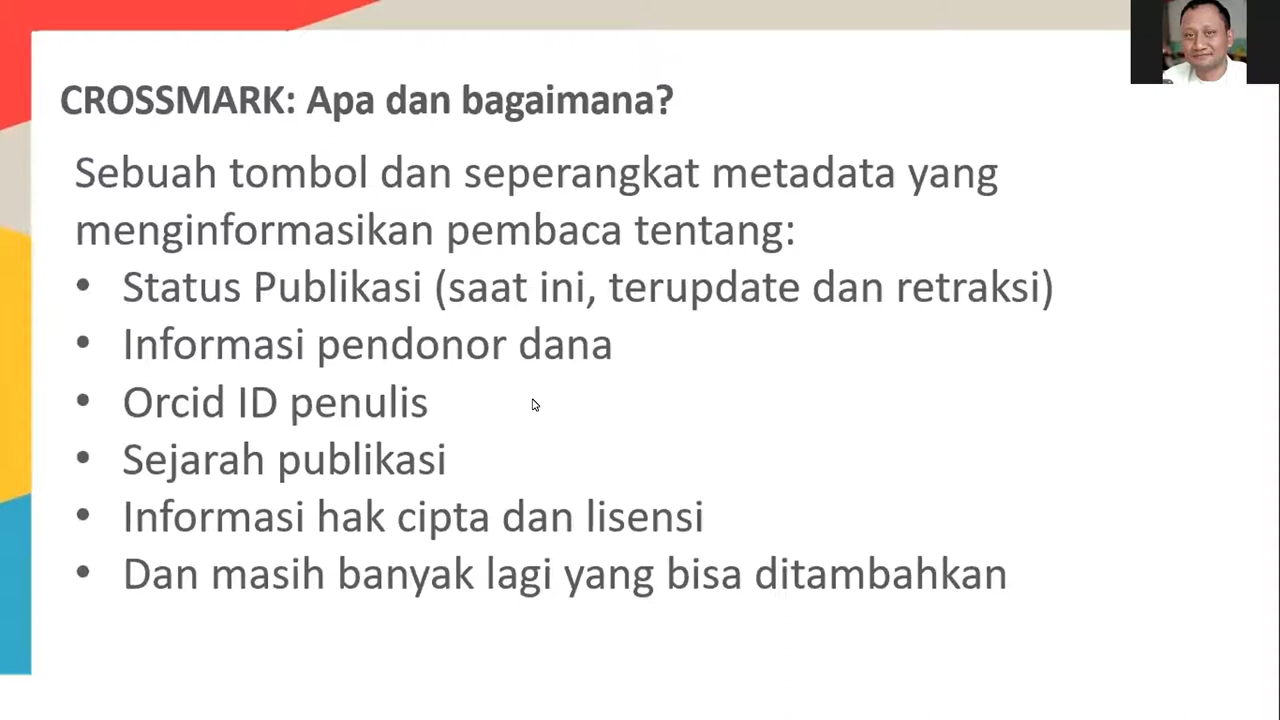 CROSSMARK: Apa dan bagaimana?
Sebuah tombol dan seperangkat metadata yang
menginformasikan pembaca tentang:
• Status Publikasi (saat ini, terupdate dan retraksi)
• Informasi pendonor dana
• Orcid ID penulis
• Sejarah publikasi
• Informasi hak cipta dan lisensi
• Dan masih banyak lagi yang bisa ditambahkan